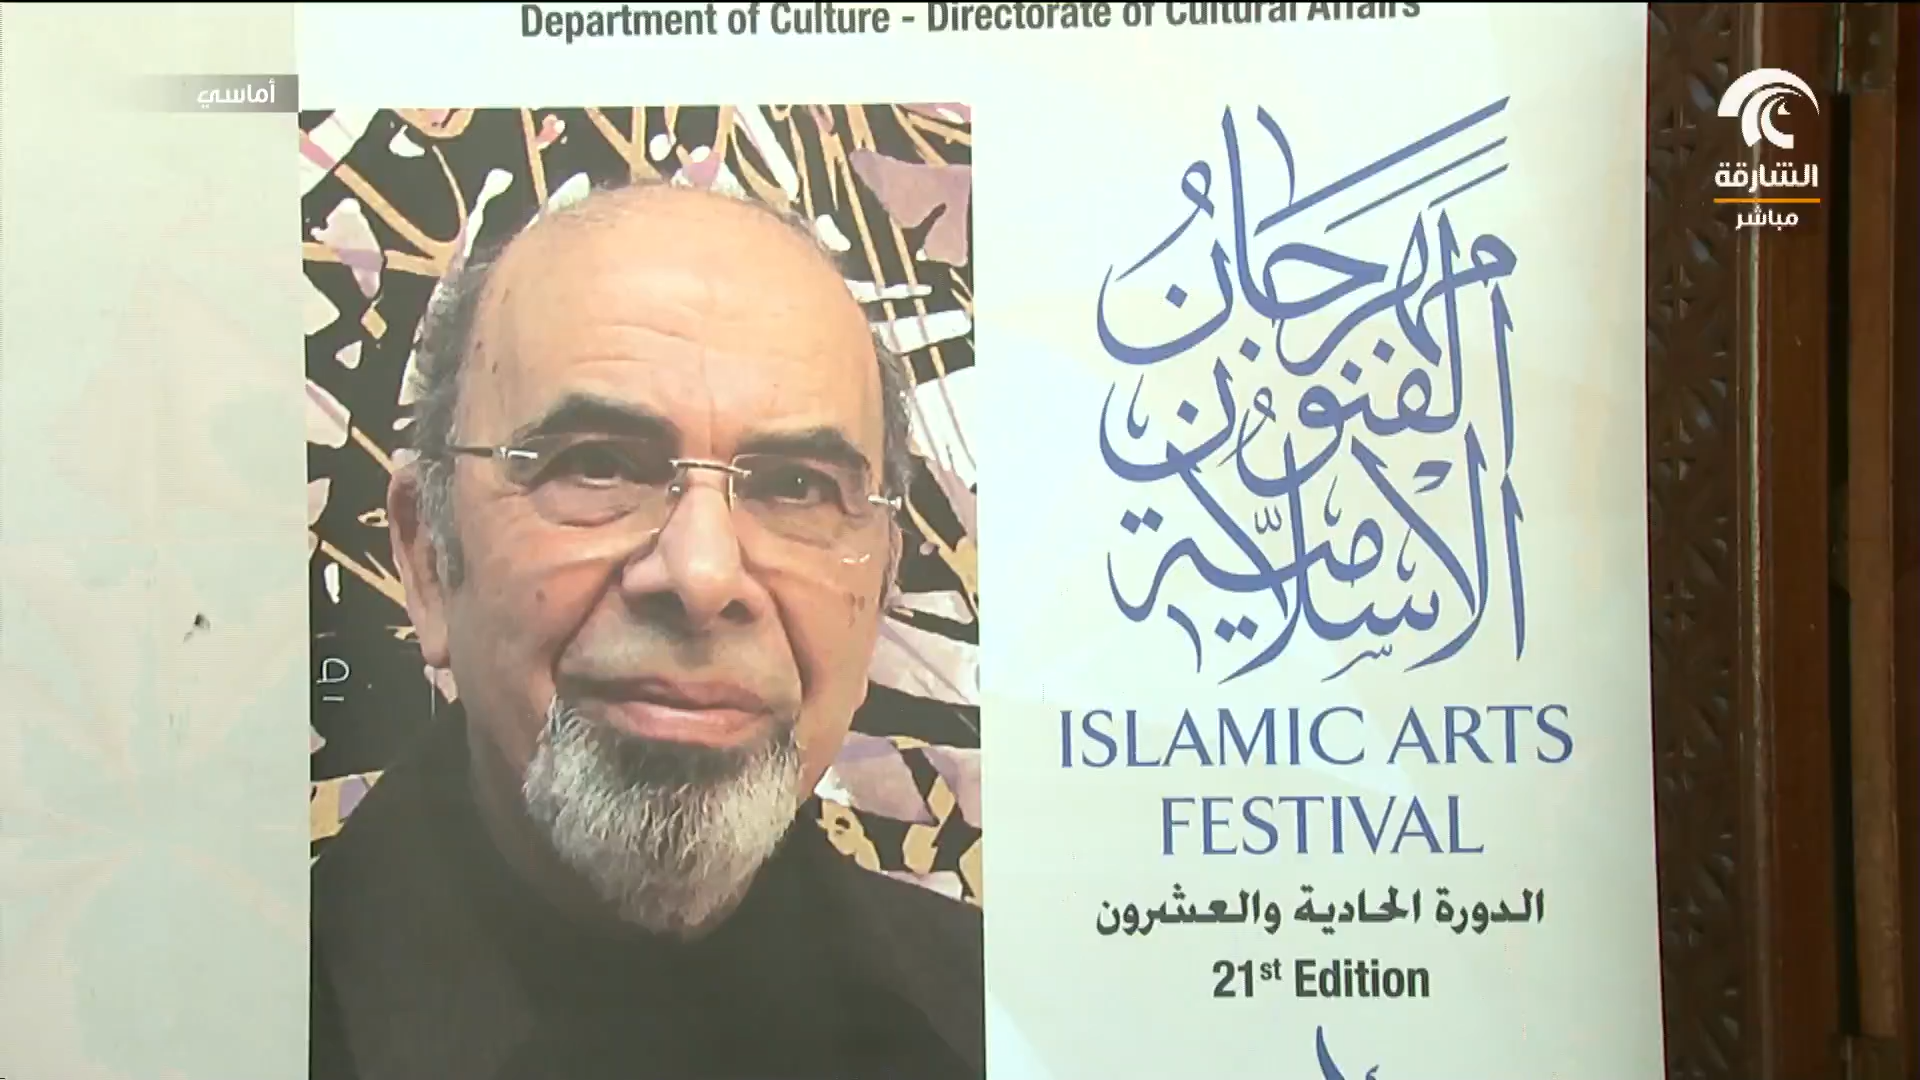 Department of Culture - Directorate of Cultural Affairs
أماسي
الشارقة
مباشر
مهرجان
الفنون
الإسلامية
ISLAMIC ARTS
FESTIVAL
الدورة الحادية والعشرون
21st Edition